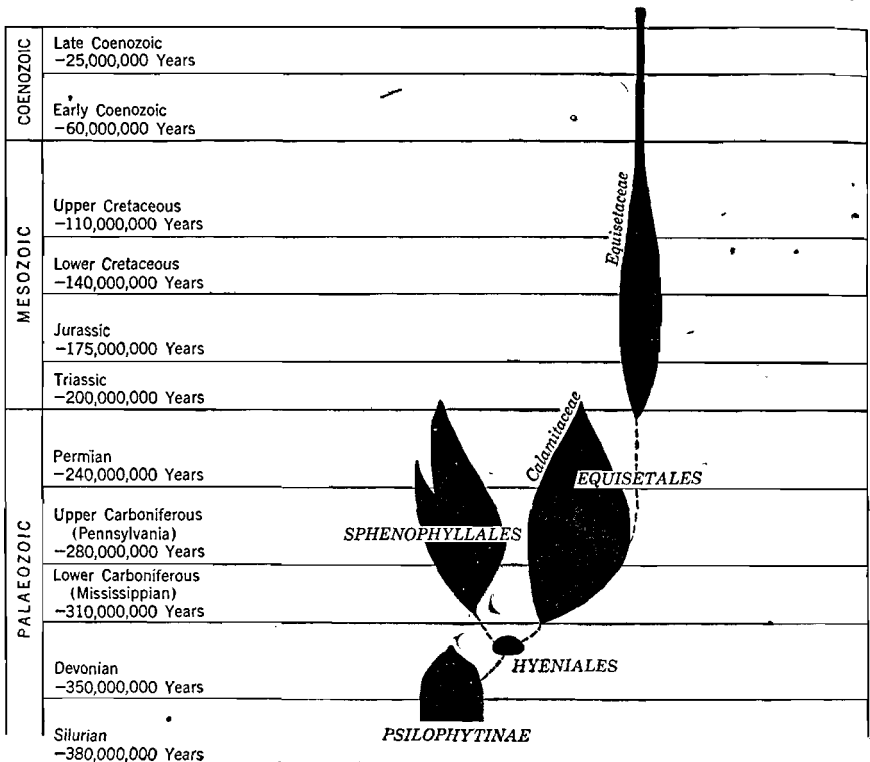 COENOZOIC
Late Coenozoic
−25,000,000 Years
Early Coenozoic
−60,000,000 Years
MESOZOIC
Upper Cretaceous
−110,000,000 Years
Lower Cretaceous
−140,000,000 Years
Jurassic
−175,000,000 Years
Triassic
−200,000,000 Years
Equisetaceae
PALAEOZOIC
Permian
−240,000,000 Years
Upper Carboniferous
(Pennsylvania)
−280,000,000 Years
Lower Carboniferous
(Mississippian)
−310,000,000 Years
Devonian
−350,000,000 Years
Silurian
−380,000,000 Years
Calamitaceae
EQUISETALES
SPHENOPHYLLALES
HYENIALES
PSILOPHYTINAE